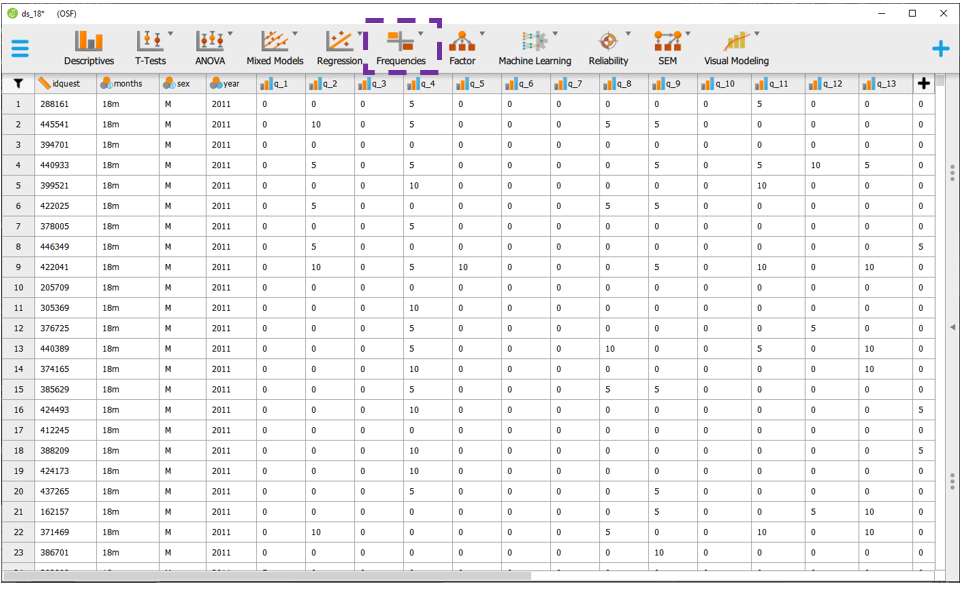 ds_18* (OSF)
Descriptives T-Tests ANOVA Mixed Models Regression Frequencies Factor Machine Learning Reliability SEM Visual Modeling
idquest months sex year q_1 q_2 q_3 q_4 q_5 q_6 q_7 q_8 q_9 q_10 q_11 q_12 q_13
1 288161 18m M 2011 0 0 0 5 0 0 0 0 0 0 5 0 0 0
2 445541 18m M 2011 0 10 0 5 0 0 0 5 5 0 0 0 0 0
3 394701 18m M 2011 0 0 0 0 0 0 0 0 0 0 0 0 0 0
4 440933 18m M 2011 0 5 0 5 0 0 0 0 5 0 5 10 5 0
5 399521 18m M 2011 0 0 0 10 0 0 0 0 0 0 10 0 0 0
6 422025 18m M 2011 0 5 0 0 0 0 0 5 5 0 0 0 0 0
7 378005 18m M 2011 0 0 0 5 0 0 0 0 0 0 0 0 0 0
8 446349 18m M 2011 0 5 0 0 0 0 0 0 0 0 0 0 0 5
9 422041 18m M 2011 0 10 0 5 10 0 0 0 5 0 10 0 10 0
10 205709 18m M 2011 0 0 0 0 0 0 0 0 0 0 0 0 0 0
11 305369 18m M 2011 0 0 0 10 0 0 0 0 0 0 0 0 0 0
12 376725 18m M 2011 0 0 0 5 0 0 0 0 0 0 0 5 0 0
13 440389 18m M 2011 0 0 0 5 0 0 0 10 0 0 5 0 10 0
14 374165 18m M 2011 0 0 0 10 0 0 0 0 0 0 0 0 10 0
15 385629 18m M 2011 0 0 0 5 0 0 0 5 5 0 0 0 0 0
16 424493 18m M 2011 0 0 0 10 0 0 0 0 0 0 0 0 0 5
17 412245 18m M 2011 0 0 0 0 0 0 0 0 0 0 0 0 0 0
18 388209 18m M 2011 0 0 0 10 0 0 0 0 0 0 0 0 0 5
19 424173 18m M 2011 0 0 0 10 0 0 0 0 0 0 0 0 0 0
20 437265 18m M 2011 0 0 0 5 0 0 0 0 5 0 0 0 0 0
21 162157 18m M 2011 0 0 0 0 0 0 0 0 5 0 0 5 10 0
22 371469 18m M 2011 0 10 0 0 0 0 0 5 0 0 10 0 10 0
23 386701 18m M 2011 0 0 0 0 0 0 0 0 10 0 0 0 0 0